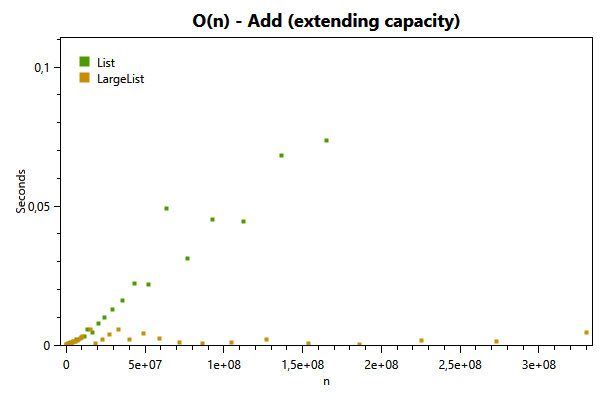 O(n) - Add (extending capacity)
List
LargeList
0,1
0,05
0
Seconds
0 5e+07 1e+08 1,5e+08 2e+08 2,5e+08 3e+08
n